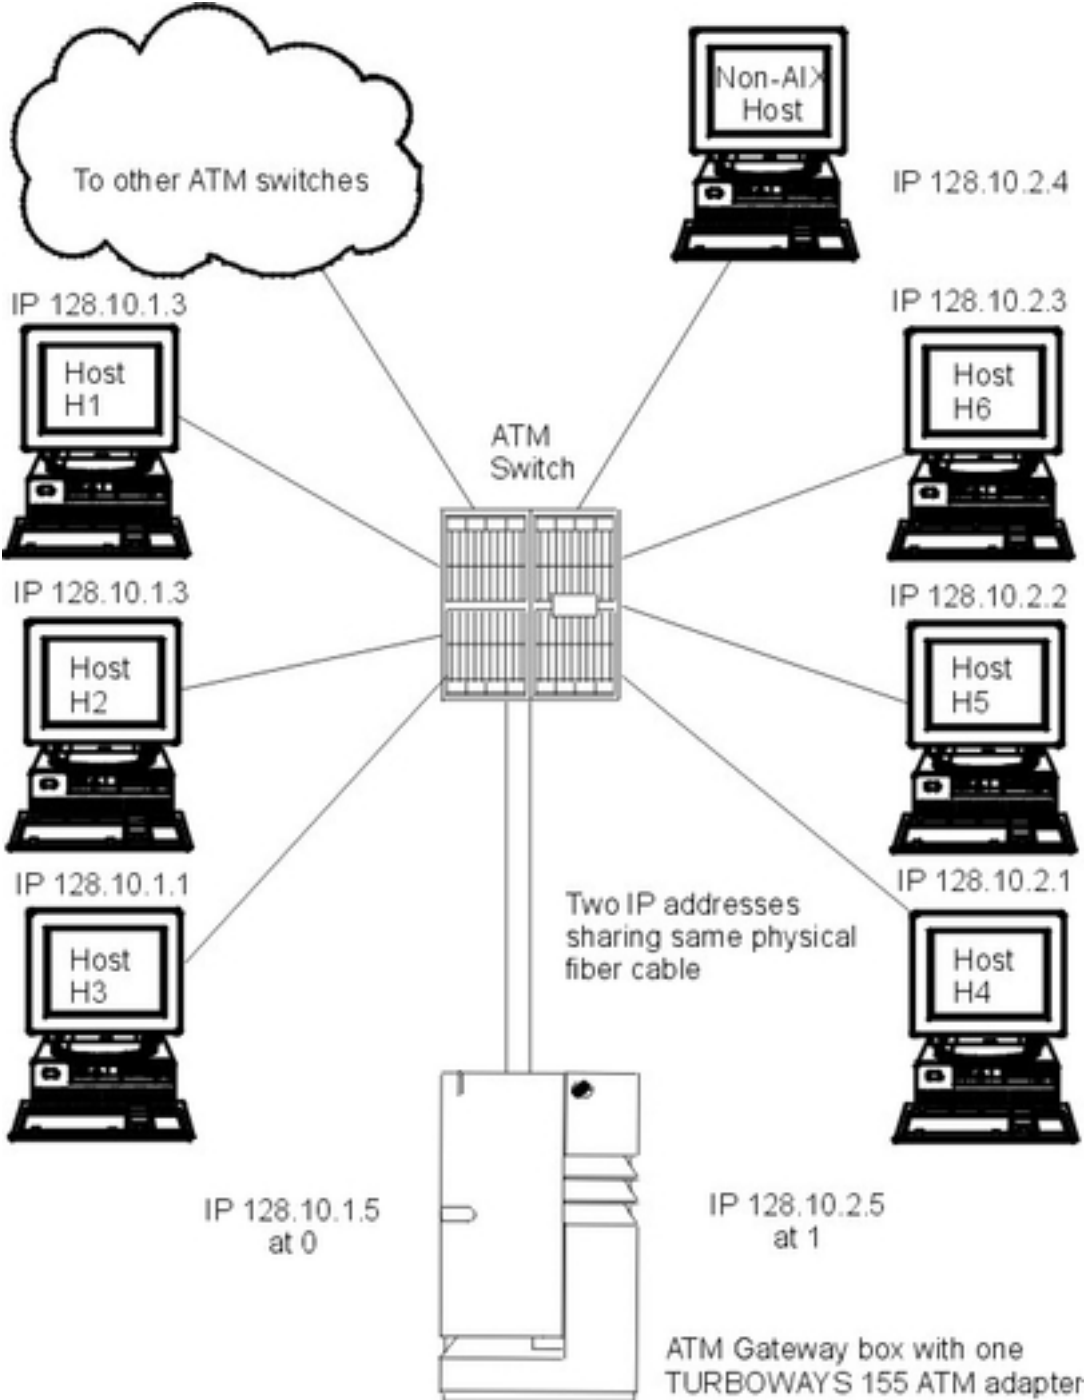 Non-AIX
Host
To other ATM switches
IP 128.10.2.4
IP 128.10.1.3
IP 128.10.2.3
Host
H1
Host
H6
ATM
Switch
IP 128.10.1.3
IP 128.10.2.2
Host
H2
Host
H5
IP 128.10.1.1
IP 128.10.2.1
Two IP addresses
sharing same physical
fiber cable
Host
H3
Host
H4
IP 128.10.1.5
at 0
IP 128.10.2.5
at 1
ATM Gateway box with one
TURBOWAYS 155 ATM adapter